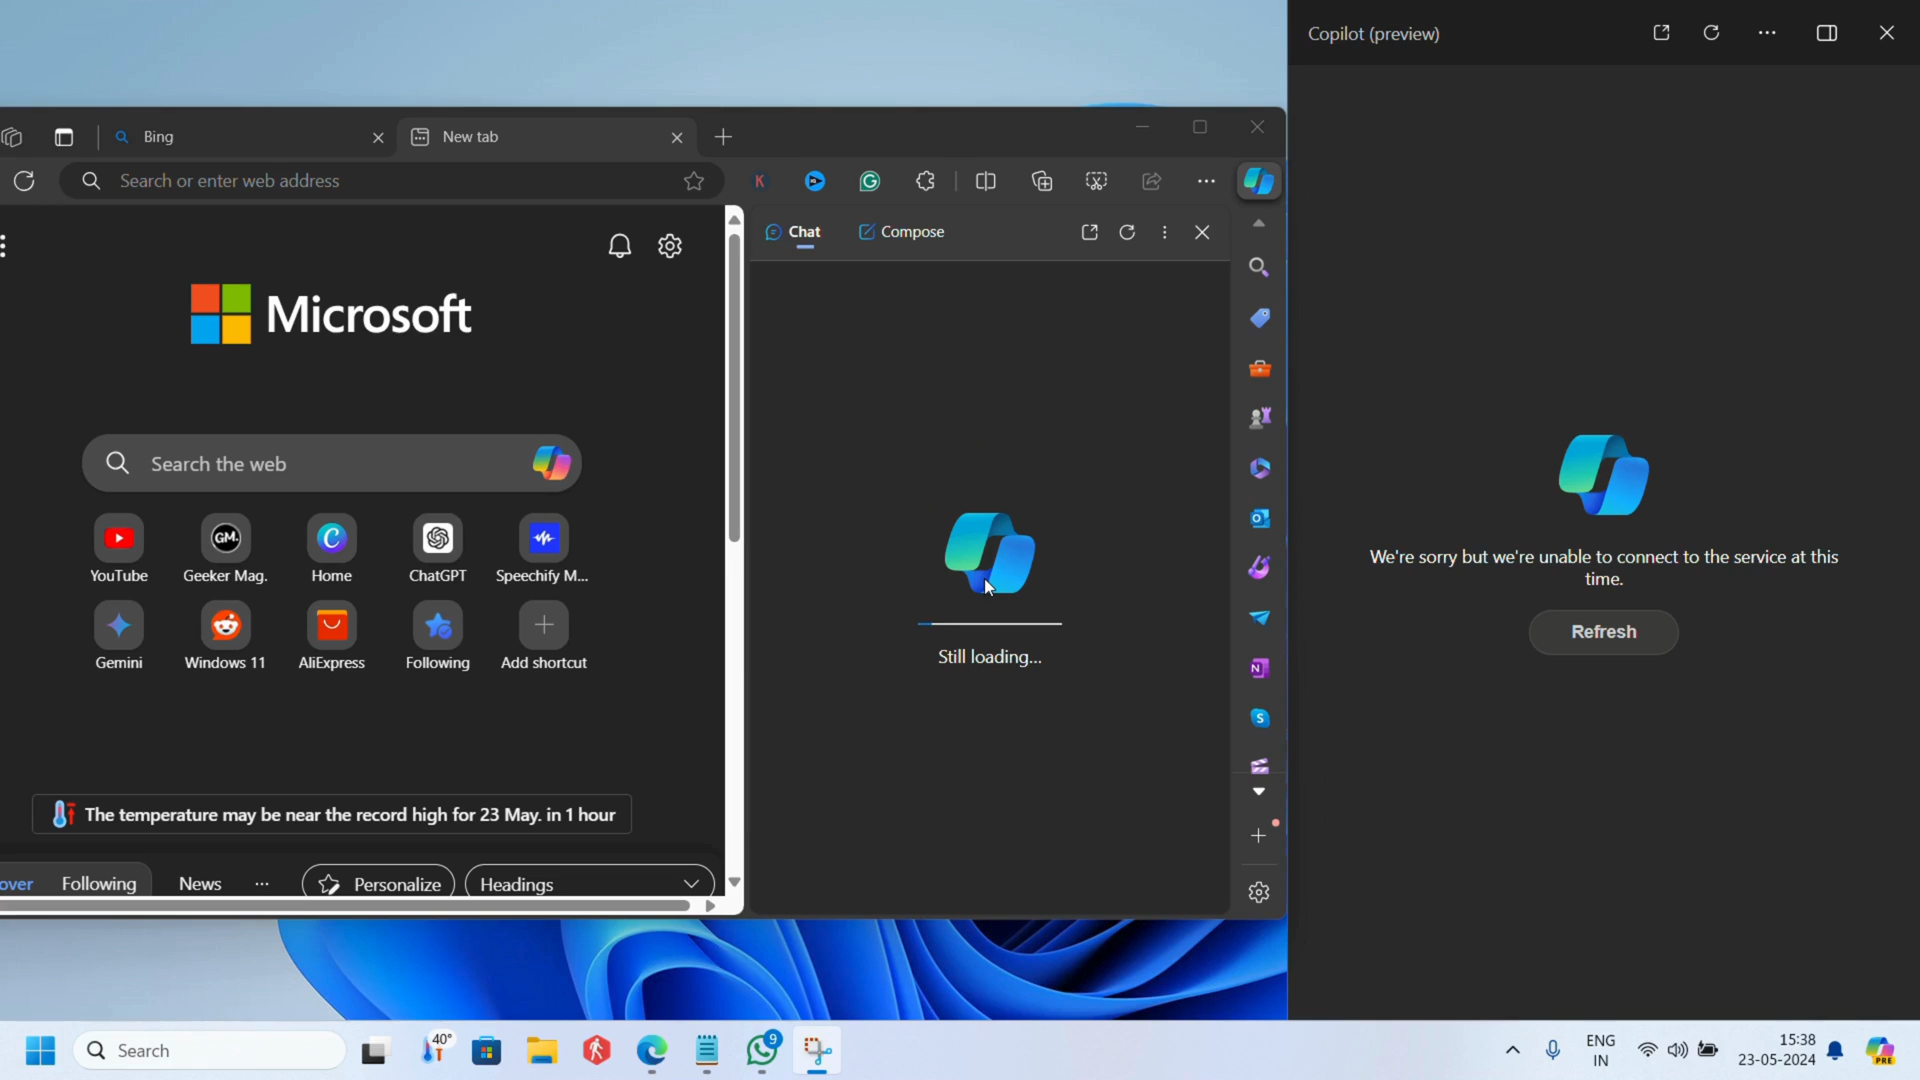 Copilot (preview)
Bing
New tab
Search or enter web address
K
Chat
Compose
Microsoft
Search the web
GM.
YouTube
Geeker Mag.
Home
ChatGPT
Speechify M...
Gemini
Windows 11
AliExpress
Following
Add shortcut
The temperature may be near the record high for 23 May. in 1 hour
over
Following
News
Personalize
Headings
Still loading...
We're sorry but we're unable to connect to the service at this
time.
Refresh
Search
40°
9
ENG
IN
15:38
23-05-2024
PRE